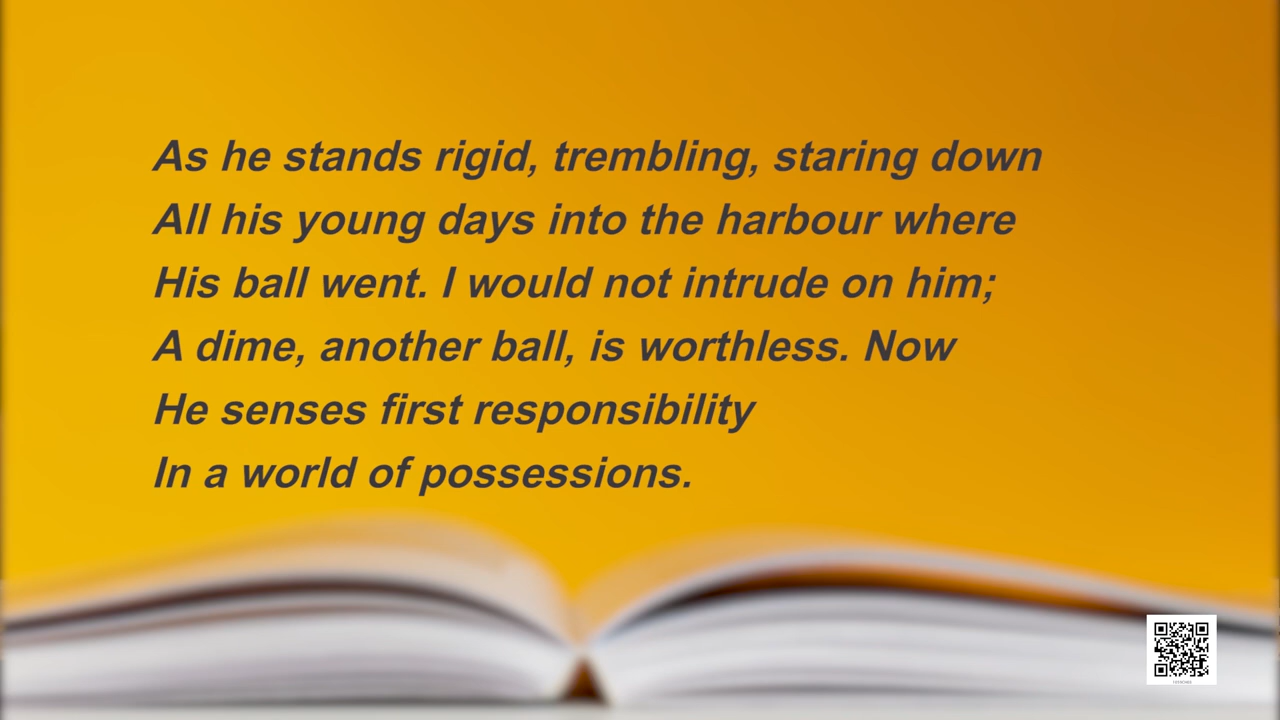 As he stands rigid, trembling, staring down
All his young days into the harbour where
His ball went. I would not intrude on him;
A dime, another ball, is worthless. Now
He senses first responsibility
In a world of possessions.